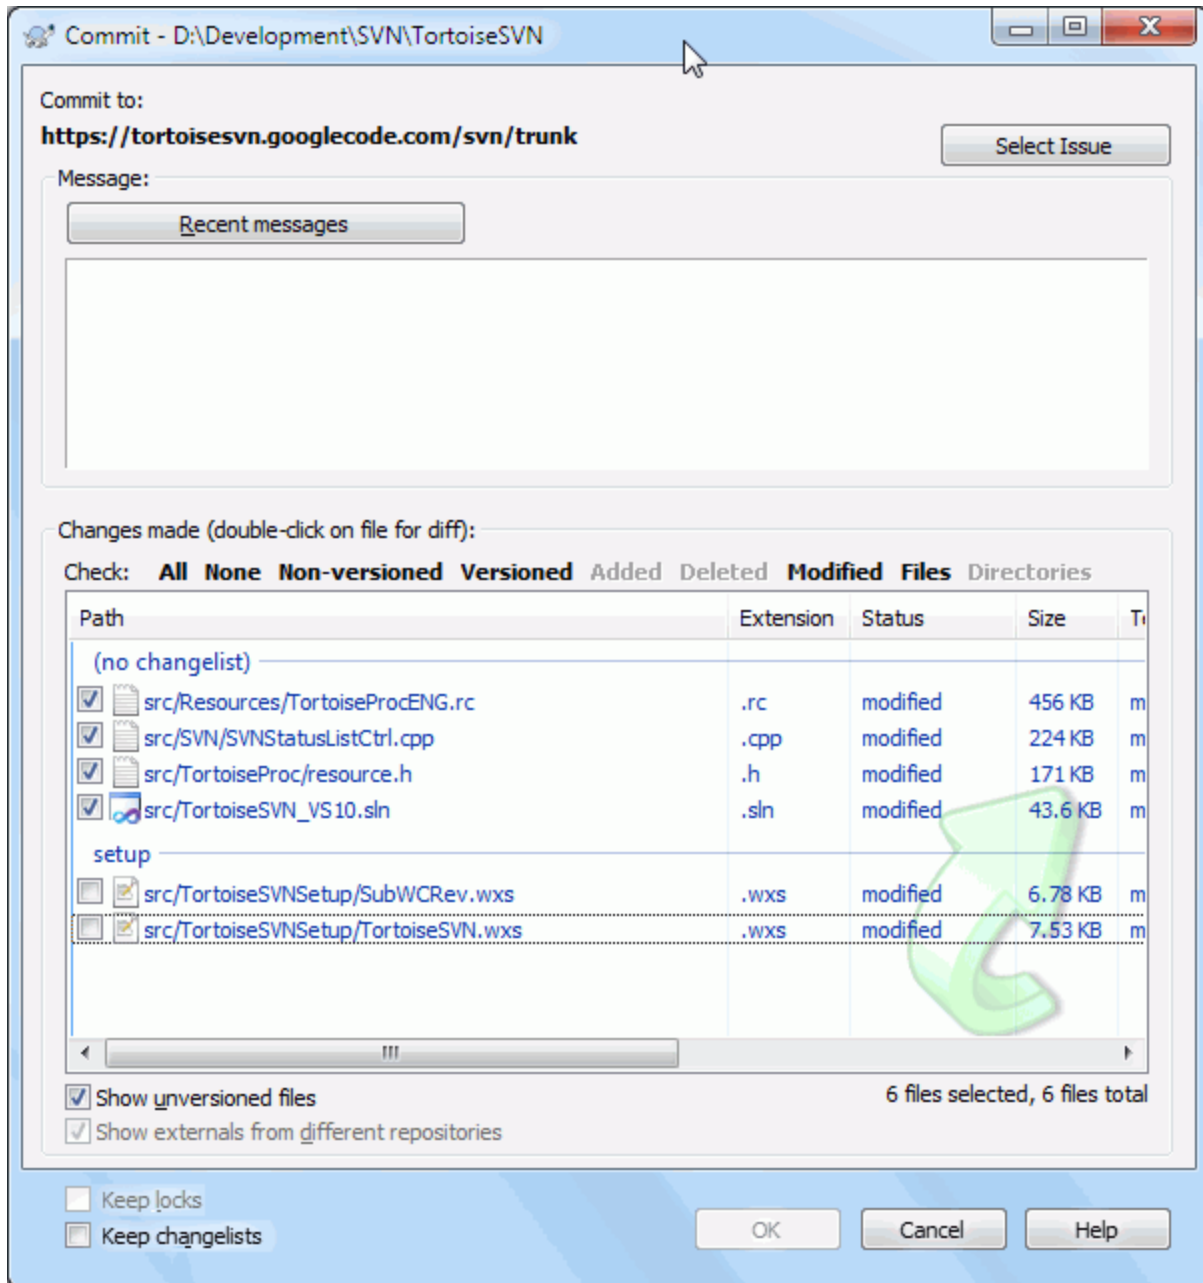 Commit - D:\Development\SVN\TortoiseSVN
Commit to:
https://tortoisesvn.googlecode.com/svn/trunk
Select Issue
Message:
Recent messages
Changes made (double-click on file for diff):
Check: All None Non-versioned Versioned Added Deleted Modified Files Directories
Path Extension Status Size
(no changelist)
src/Resources/TortoiseProcENG.rc .rc modified 456 KB m
src/SVN/SVNStatusListCtrl.cpp .cpp modified 224 KB m
src/TortoiseProc/resource.h .h modified 171 KB m
src/TortoiseSVN_VS10.sln .sln modified 43.6 KB m
setup
src/TortoiseSVNSetup/SubWCRev.wxs .wxs modified 6.78 KB m
src/TortoiseSVNSetup/TortoiseSVN.wxs .wxs modified 7.53 KB m
Show unversioned files
6 files selected, 6 files total
Show externals from different repositories
Keep locks
Keep changelists
OK Cancel Help